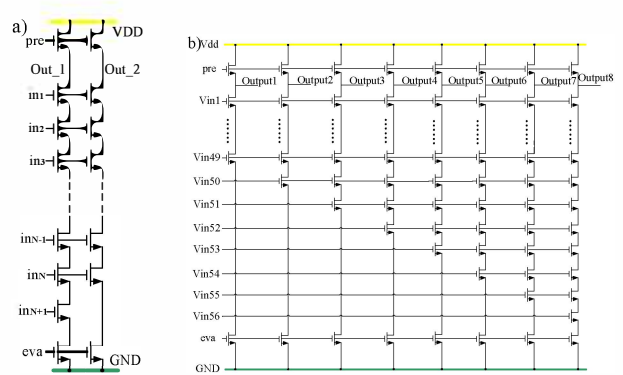 a)
VDD
pre
Out_1
Out_2
in1
in2
in3
inN-1
inN
inN+1
eva
GND
b)
Vdd
pre
Output1
Output2
Output3
Output4
Output5
Output6
Output7
Output8
Vin1
Vin49
Vin50
Vin51
Vin52
Vin53
Vin54
Vin55
Vin56
eva
GND